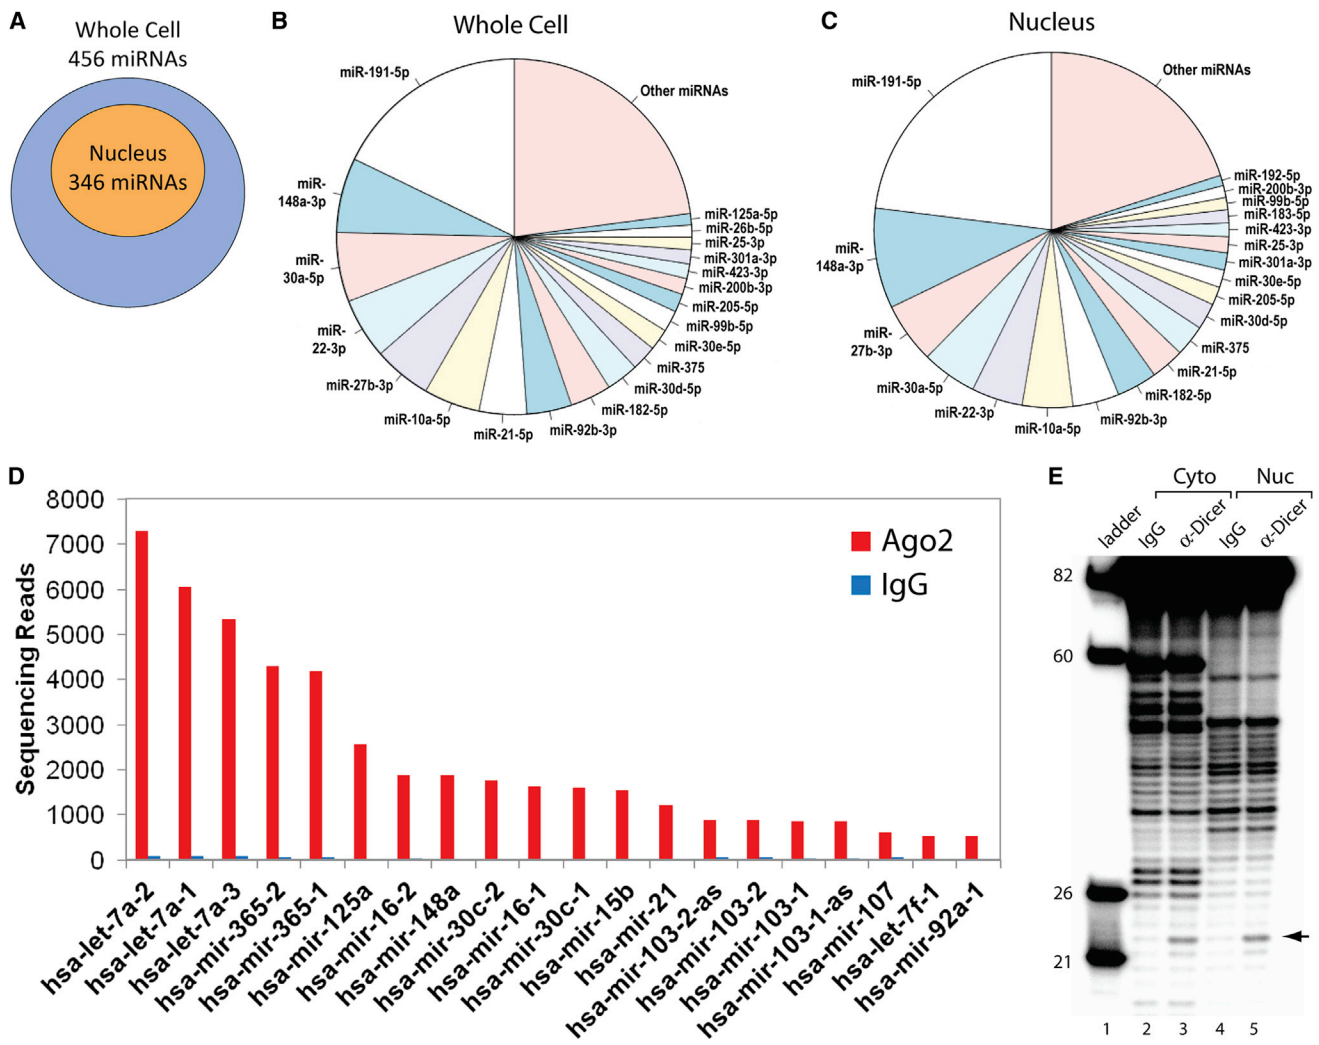 A
Whole Cell
456 miRNAs
Nucleus
346 miRNAs
B
Whole Cell
miR-191-5p
Other miRNAs
miR-
148a-3p
miR-
30a-5p
miR-
22-3p
miR-27b-3p
miR-10a-5p
miR-21-5p
miR-92b-3p
miR-182-5p
miR-30d-5p
miR-375
miR-30e-5p
miR-99b-5p
miR-205-5p
miR-200b-3p
miR-423-3p
miR-301a-3p
miR-25-3p
miR-26b-5p
miR-125a-5p
C
Nucleus
miR-191-5p
Other miRNAs
miR-
148a-3p
miR-
27b-3p
miR-30a-5p
miR-22-3p
miR-10a-5p
miR-92b-3p
miR-182-5p
miR-21-5p
miR-375
miR-30d-5p
miR-205-5p
miR-30e-5p
miR-301a-3p
miR-25-3p
miR-423-3p
miR-183-5p
miR-99b-5p
miR-200b-3p
miR-192-5p
D
Sequencing Reads
8000
7000
6000
5000
4000
3000
2000
1000
0
Ago2
IgG
hsa-let-7a-2
hsa-let-7a-1
hsa-let-7a-3
hsa-mir-365-2
hsa-mir-365-1
hsa-mir-125a
hsa-mir-16-2
hsa-mir-148a
hsa-mir-30c-2
hsa-mir-16-1
hsa-mir-30c-1
hsa-mir-15b
hsa-mir-21
hsa-mir-103-2-as
hsa-mir-103-2
hsa-mir-103-1
hsa-mir-103-1-as
hsa-mir-107
hsa-let-7f-1
hsa-mir-92a-1
E
Cyto
Nuc
ladder
IgG
α-Dicer
IgG
α-Dicer
82
60
26
21
1 2 3 4 5